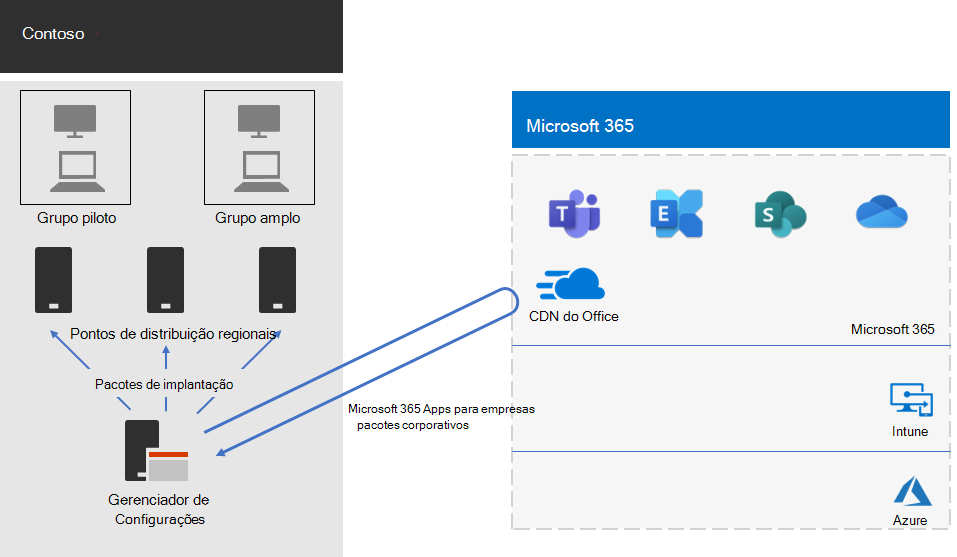 Contoso
Grupo piloto
Grupo amplo
Pontos de distribuição regionais
Pacotes de implantação
Gerenciador de
Configurações
Microsoft 365 Apps para empresas
pacotes corporativos
Microsoft 365
T
E
S
CDN do Office
Microsoft 365
Intune
Azure